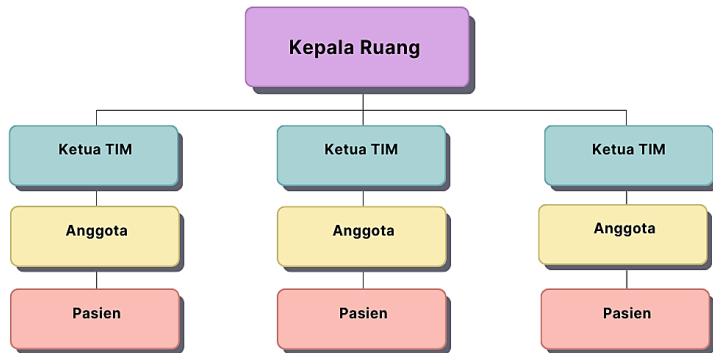 Kepala Ruang
Ketua TIM
Ketua TIM
Ketua TIM
Anggota
Anggota
Anggota
Pasien
Pasien
Pasien